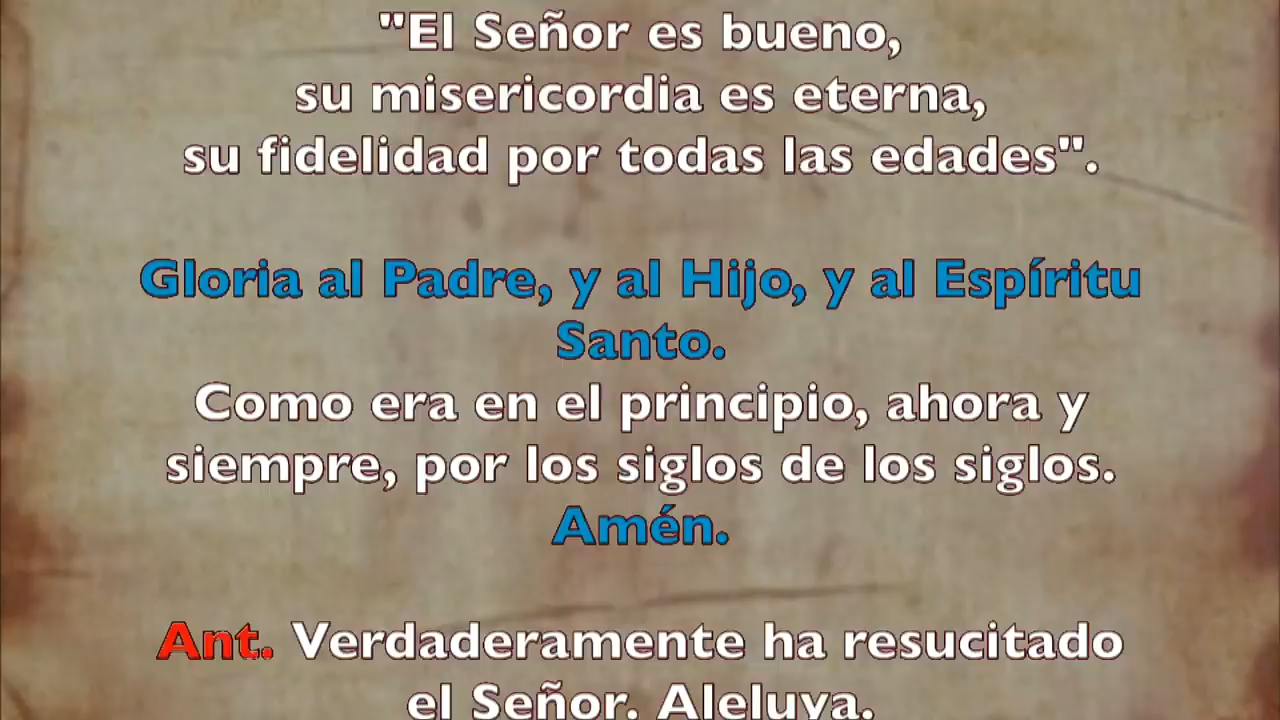 "El Señor es bueno,
su misericordia es eterna,
su fidelidad por todas las edades".
Gloria al Padre, y al Hijo, y al Espíritu
Santo.
Como era en el principio, ahora y
siempre, por los siglos de los siglos.
Amén.
Ant. Verdaderamente ha resucitado
el Señor. Aleluya.